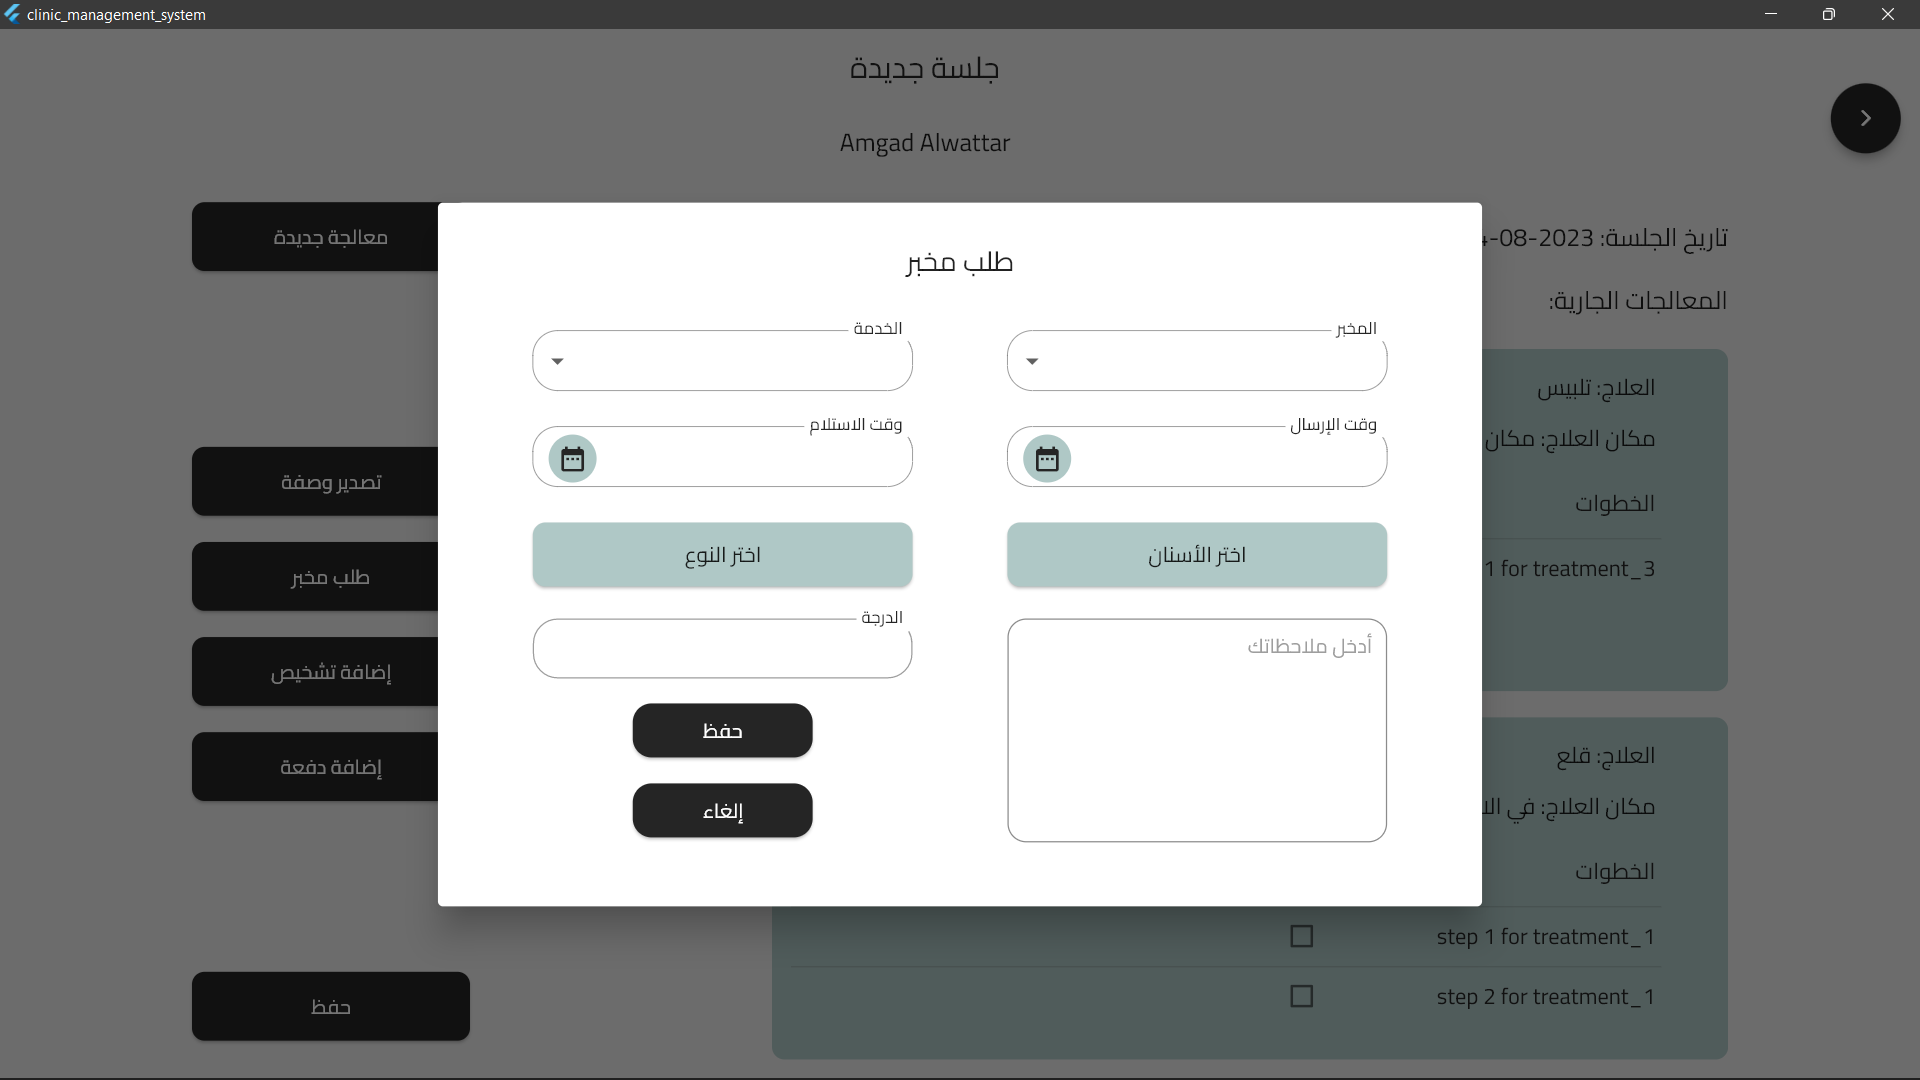 clinic_management_system
جلسة جديدة
Amgad Alwattar
تاريخ الجلسة: 2023-08-
المعالجات الجارية:
العلاج: تلبيس
مكان العلاج: مكان
الخطوات
1 for treatment_3
العلاج: قلع
مكان العلاج: في
الخطوات
step 1 for treatment_1
step 2 for treatment_1
معالجة جديدة
تصدير وصفة
طلب مخبر
إضافة تشخيص
إضافة دفعة
حفظ
طلب مخبر
المخبر
الخدمة
وقت الإرسال
وقت الاستلام
اختر الأسنان
اختر النوع
أدخل ملاحظاتك
الدرجة
حفظ
إلغاء